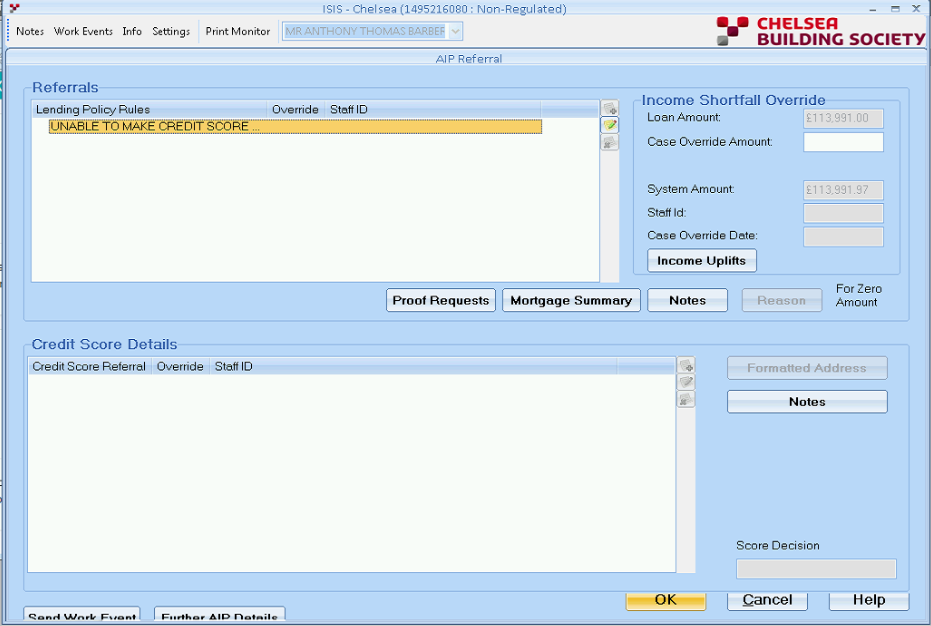 ISIS - Chelsea (1495216080 : Non-Regulated)
Notes Work Events Info Settings Print Monitor MR ANTHONY THOMAS BARBER
CHELSEA
BUILDING SOCIETY
AIP Referral
Referrals
Lending Policy Rules Override Staff ID
UNABLE TO MAKE CREDIT SCORE ...
Income Shortfall Override
Loan Amount: £113,991.00
Case Override Amount:
System Amount: £113,991.97
Staff Id:
Case Override Date:
Income Uplifts
Proof Requests Mortgage Summary Notes Reason For Zero
Amount
Credit Score Details
Credit Score Referral Override Staff ID
Formatted Address
Notes
Score Decision
OK Cancel Help
Send Work Event Further AIP Details